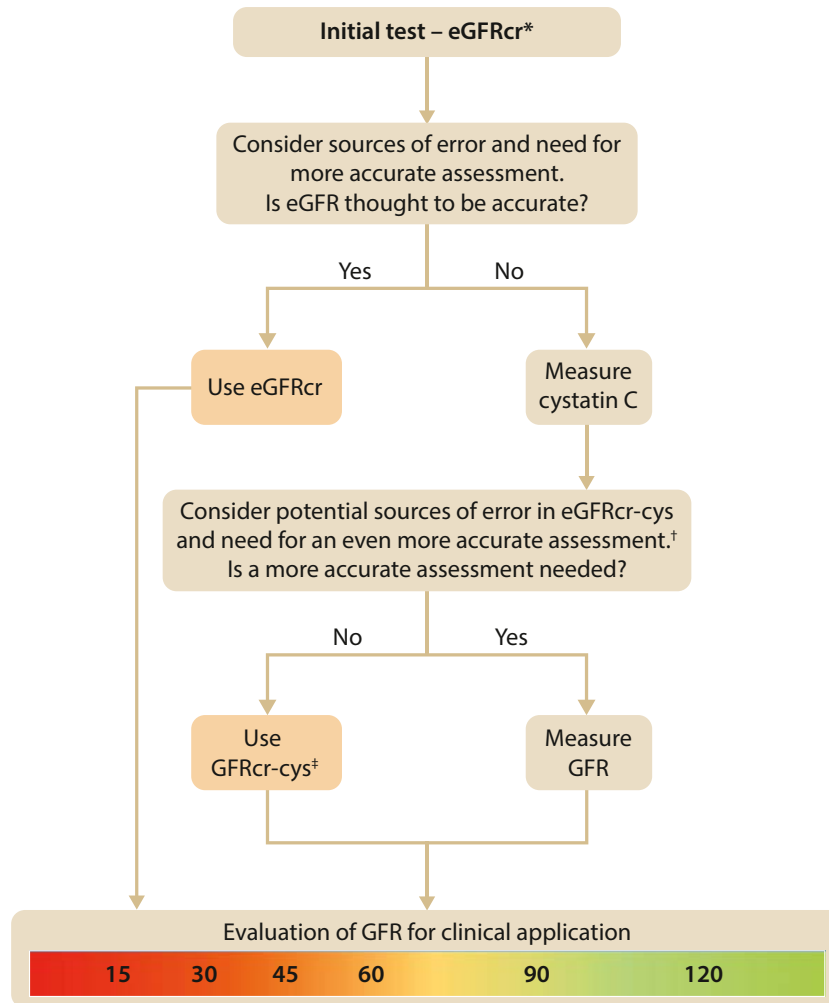 Initial test – eGFRcr*
Consider sources of error and need for
more accurate assessment.
Is eGFR thought to be accurate?
Yes
No
Use eGFRcr
Measure
cystatin C
Consider potential sources of error in eGFRcr-cys
and need for an even more accurate assessment.†
Is a more accurate assessment needed?
No
Yes
Use
GFRcr-cys‡
Measure
GFR
Evaluation of GFR for clinical application
15 30 45 60 90 120